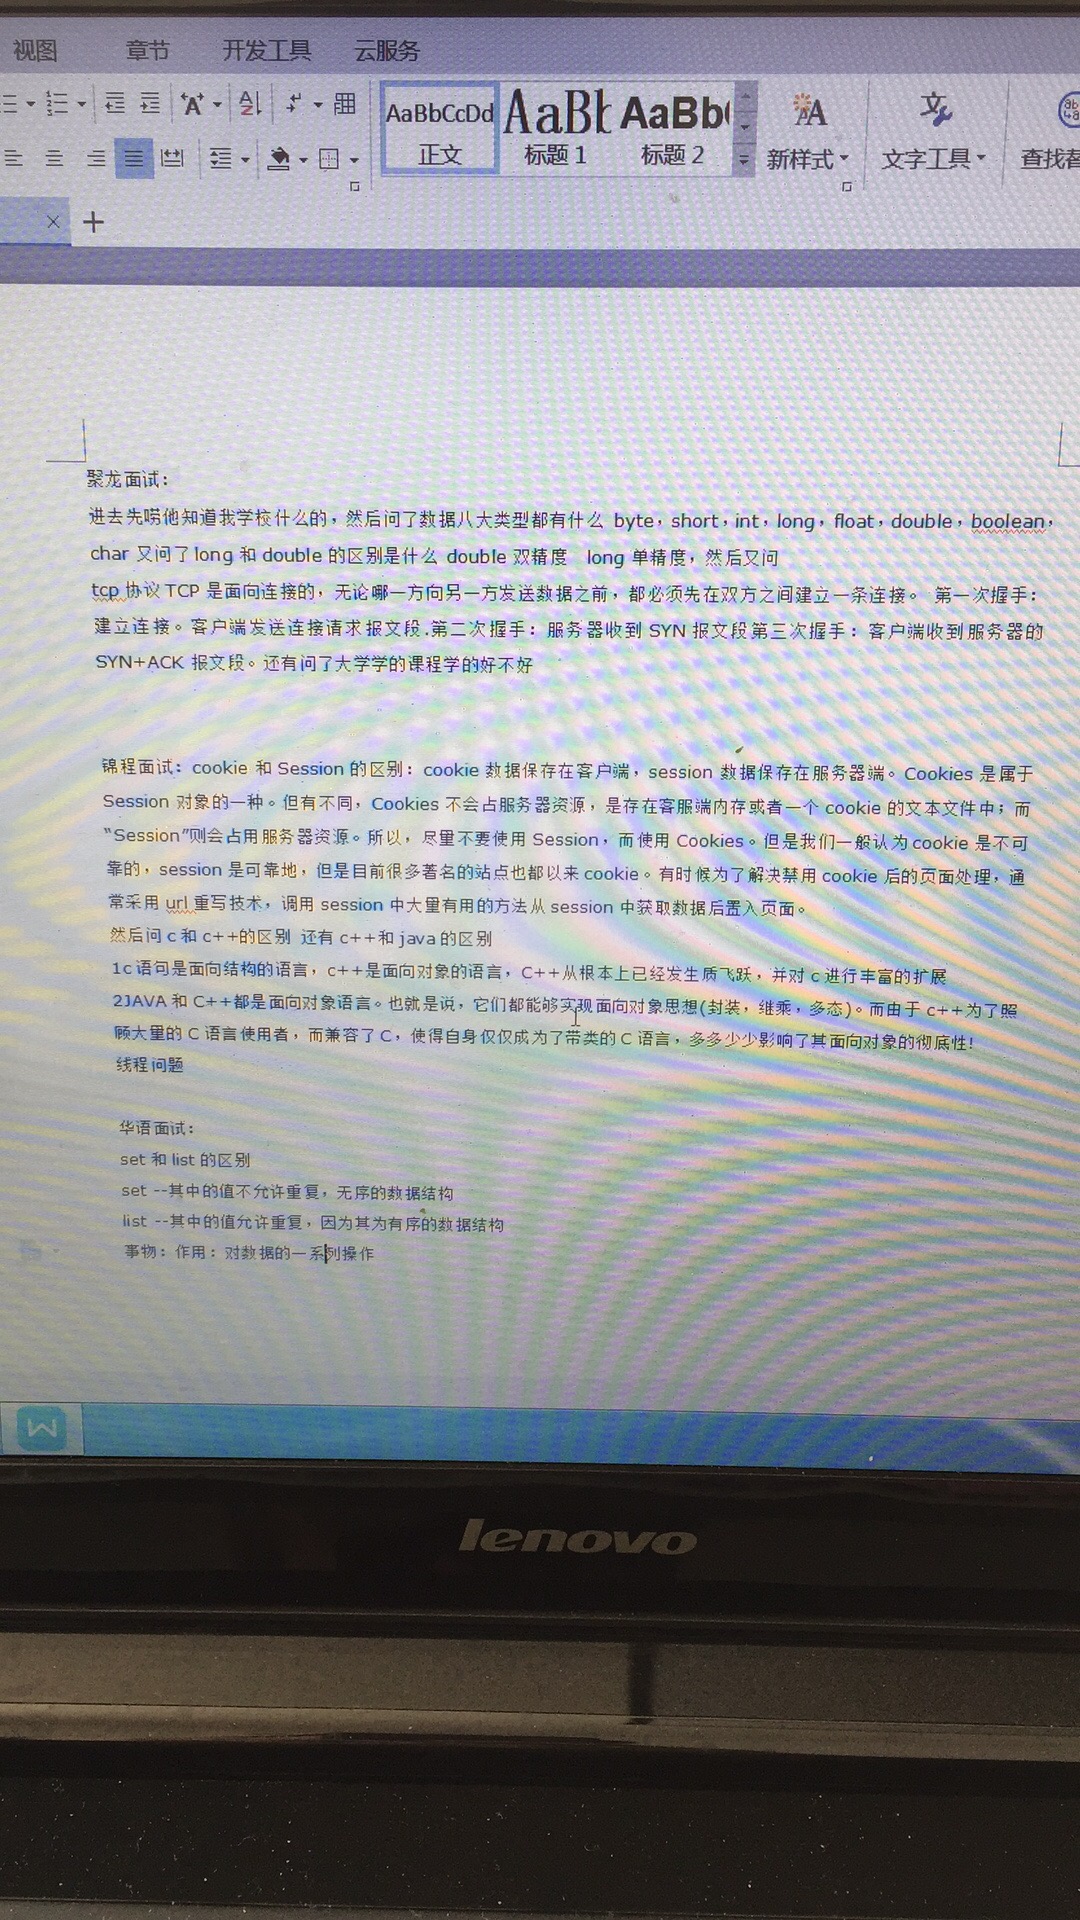 视图 章节 开发工具 云服务
AaBbCcDd AaBb AaBb
正文 标题 1 标题 2 新样式 文字工具 查找替
聚龙面试：
进去先唠他知道我学校什么的，然后问了数据八大类型都有什么 byte，short，int，long，float，double，boolean，
char 又问了 long 和 double 的区别是什么 double 双精度 long 单精度，然后又问
tcp 协议 TCP 是面向连接的，无论哪一方向另一方发送数据之前，都必须先在双方之间建立一条连接。 第一次握手：
建立连接。客户端发送连接请求报文段.第二次握手：服务器收到 SYN 报文段第三次握手：客户端收到服务器的
SYN+ACK 报文段。还有问了大学学的课程学的好不好
锦程面试：cookie 和 Session 的区别：cookie 数据保存在客户端，session 数据保存在服务器端。Cookies 是属于
Session 对象的一种。但有不同，Cookies 不会占服务器资源，是存在客服端内存或者一个 cookie 的文本文件中；而
“Session”则会占用服务器资源。所以，尽量不要使用 Session，而使用 Cookies。但是我们一般认为 cookie 是不可
靠的，session 是可靠地，但是目前很多著名的站点也都以来 cookie。有时候为了解决禁用 cookie 后的页面处理，通
常采用 url 重写技术，调用 session 中大量有用的方法从 session 中获取数据后置入页面。
然后问 c 和 c++的区别 还有 c++和 java 的区别
1c 语句是面向结构的语言，c++是面向对象的语言，C++从根本上已经发生质飞跃，并对 c 进行丰富的扩展
2JAVA 和 C++都是面向对象语言。也就是说，它们都能够实现面向对象思想(封装，继乘，多态)。而由于 c++为了照
顾大量的 C 语言使用者，而兼容了 C，使得自身仅仅成为了带类的 C 语言，多多少少影响了其面向对象的彻底性!
线程问题
华语面试：
set 和 list 的区别
set --其中的值不允许重复，无序的数据结构
list --其中的值允许重复，因为其为有序的数据结构
事物：作用：对数据的一系列操作
lenovo